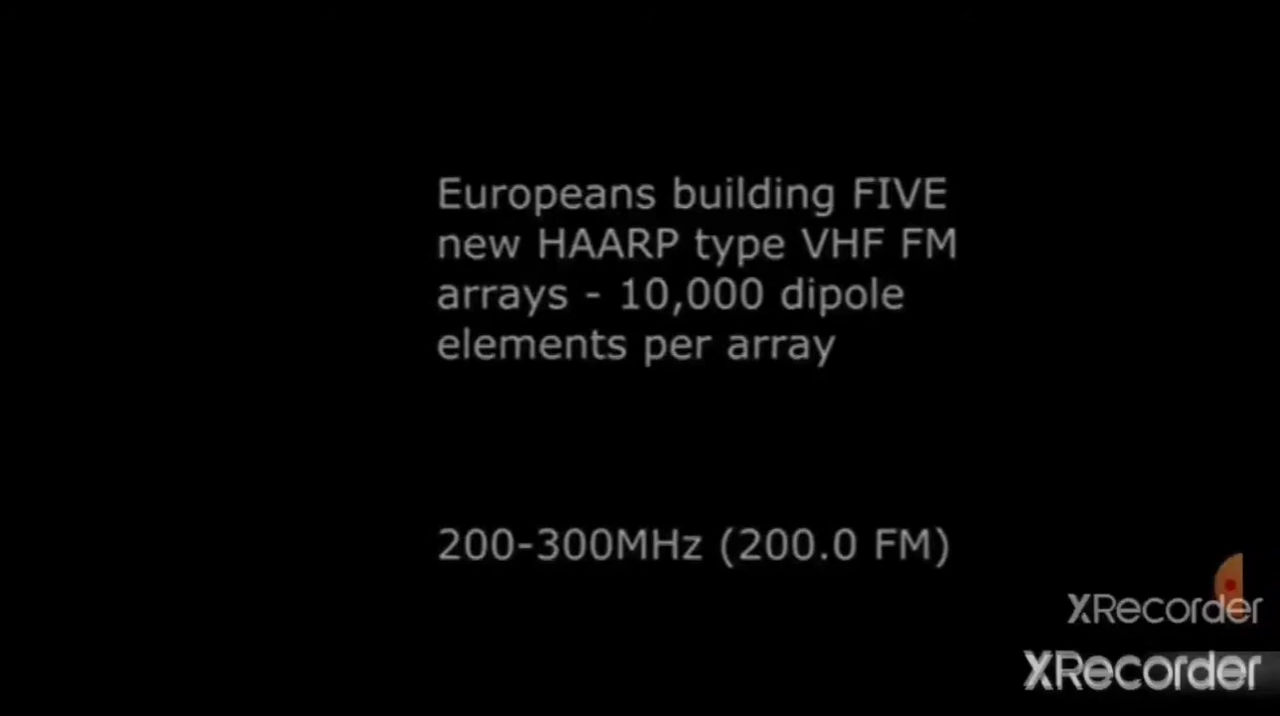 Europeans building FIVE
new HAARP type VHF FM
arrays - 10,000 dipole
elements per array
200-300MHz (200.0 FM)
XRecorder
XRecorder